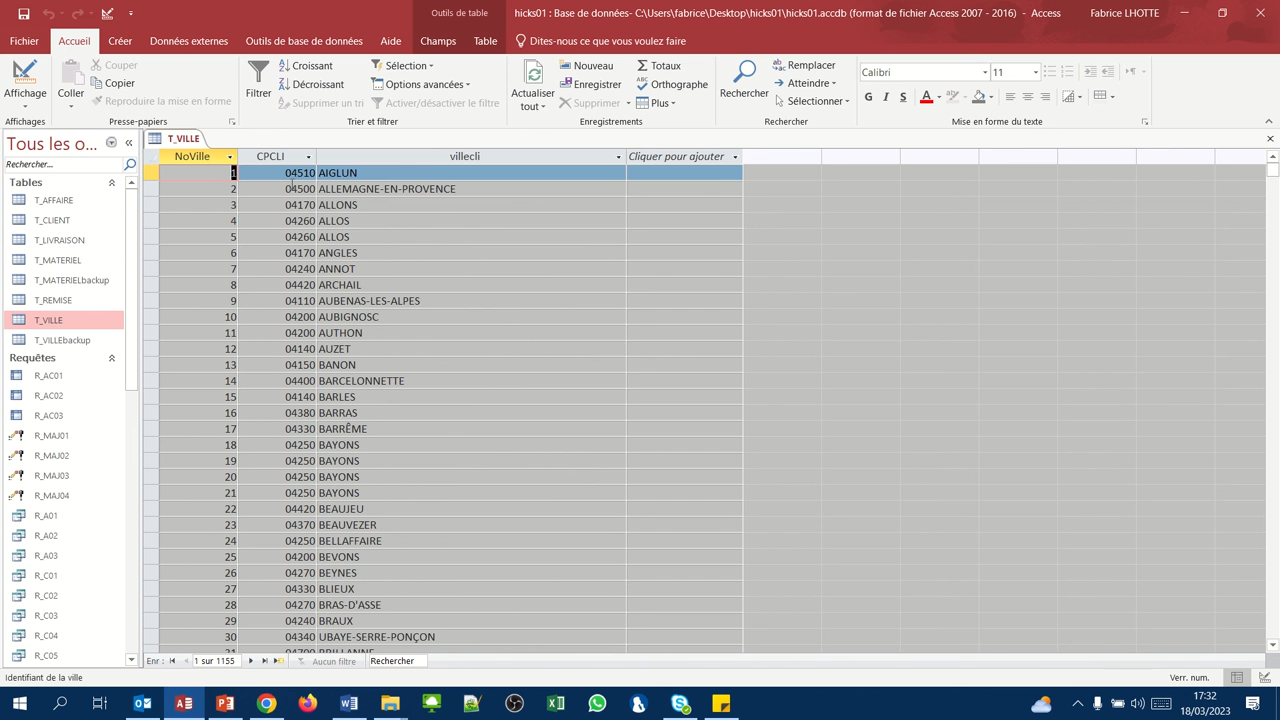 Outils de table
hicks01 : Base de données- C:\Users\fabrice\Desktop\hicks01\hicks01.accdb (format de fichier Access 2007 - 2016) - Access
Fabrice LHOTTE
Fichier Accueil Créer Données externes Outils de base de données Aide Champs Table Dites-nous ce que vous voulez faire
Couper Croissant Sélection Nouveau Totaux Remplacer Calibri 11
Affichage Coller Copier Filtrer Décroissant Options avancées Actualiser tout Enregistrer Orthographe Rechercher Atteindre G I S A
Reproduire la mise en forme Supprimer un tri Activer/désactiver le filtre Supprimer Plus Sélectionner
Affichages Presse-papiers Trier et filtrer Enregistrements Rechercher Mise en forme du texte
Tous les o...
Rechercher...
Tables
T_AFFAIRE
T_CLIENT
T_LIVRAISON
T_MATERIEL
T_MATERIELbackup
T_REMISE
T_VILLE
T_VILLEbackup
Requêtes
R_AC01
R_AC02
R_AC03
R_MAJ01
R_MAJ02
R_MAJ03
R_MAJ04
R_A01
R_A02
R_A03
R_C01
R_C02
R_C03
R_C04
R_C05
T_VILLE
NoVille CPCLI villecli Cliquer pour ajouter
1 04510 AIGLUN
2 04500 ALLEMAGNE-EN-PROVENCE
3 04170 ALLONS
4 04260 ALLOS
5 04260 ALLOS
6 04170 ANGLES
7 04240 ANNOT
8 04420 ARCHAIL
9 04110 AUBENAS-LES-ALPES
10 04200 AUBIGNOSC
11 04200 AUTHON
12 04140 AUZET
13 04150 BANON
14 04400 BARCELONNETTE
15 04140 BARLES
16 04380 BARRAS
17 04330 BARRÊME
18 04250 BAYONS
19 04250 BAYONS
20 04250 BAYONS
21 04250 BAYONS
22 04420 BEAUJEU
23 04370 BEAUVEZER
24 04250 BELLAFFAIRE
25 04200 BEVONS
26 04270 BEYNES
27 04330 BLIEUX
28 04270 BRAS-D'ASSE
29 04240 BRAUX
30 04340 UBAYE-SERRE-PONÇON
31 04700 BRILLANNE
Enr : 1 sur 1155 Aucun filtre Rechercher
Identifiant de la ville
Verr. num.
17:32
18/03/2023